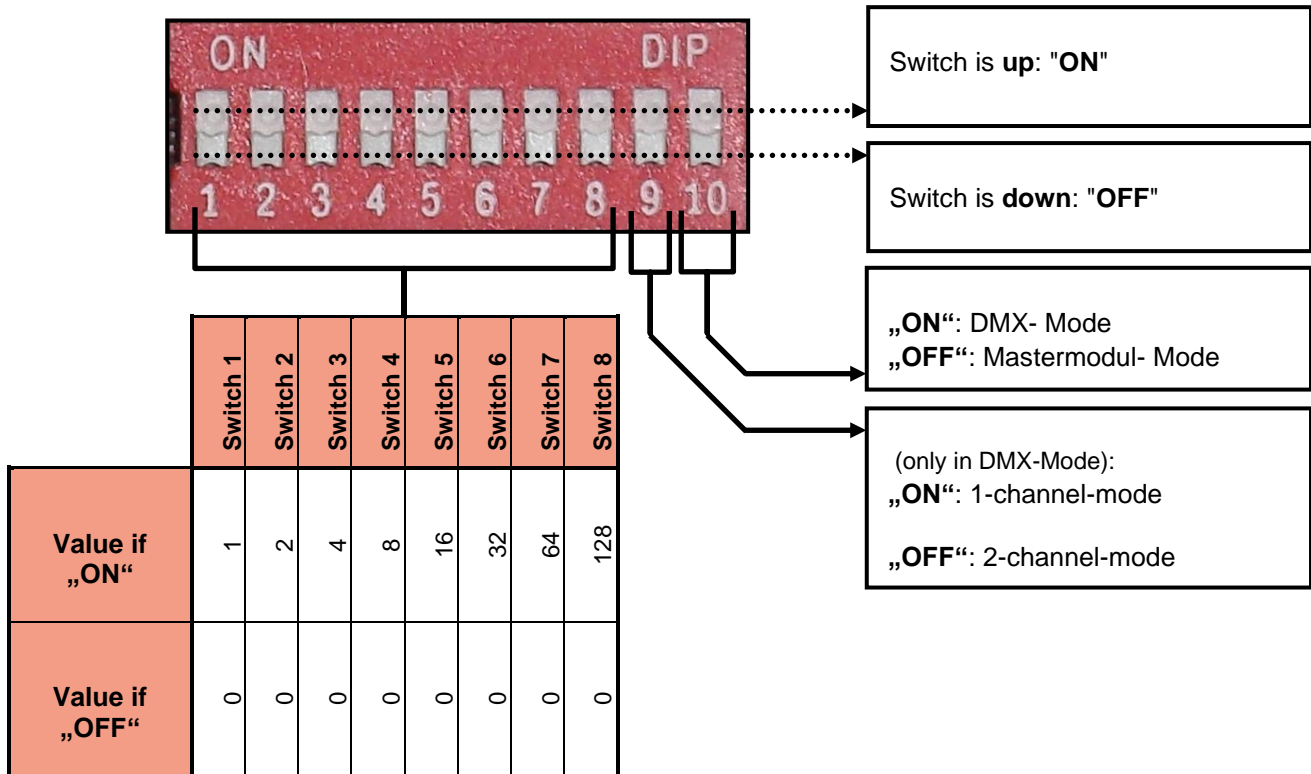 ON DIP
1 2 3 4 5 6 7 8 9 10
Switch is up: "ON"
Switch is down: "OFF"
„ON“: DMX- Mode
„OFF“: Mastermodul- Mode
(only in DMX-Mode):
„ON“: 1-channel-mode
„OFF“: 2-channel-mode
Switch 1
Switch 2
Switch 3
Switch 4
Switch 5
Switch 6
Switch 7
Switch 8
Value if
„ON“
1
2
4
8
16
32
64
128
Value if
„OFF“
0
0
0
0
0
0
0
0